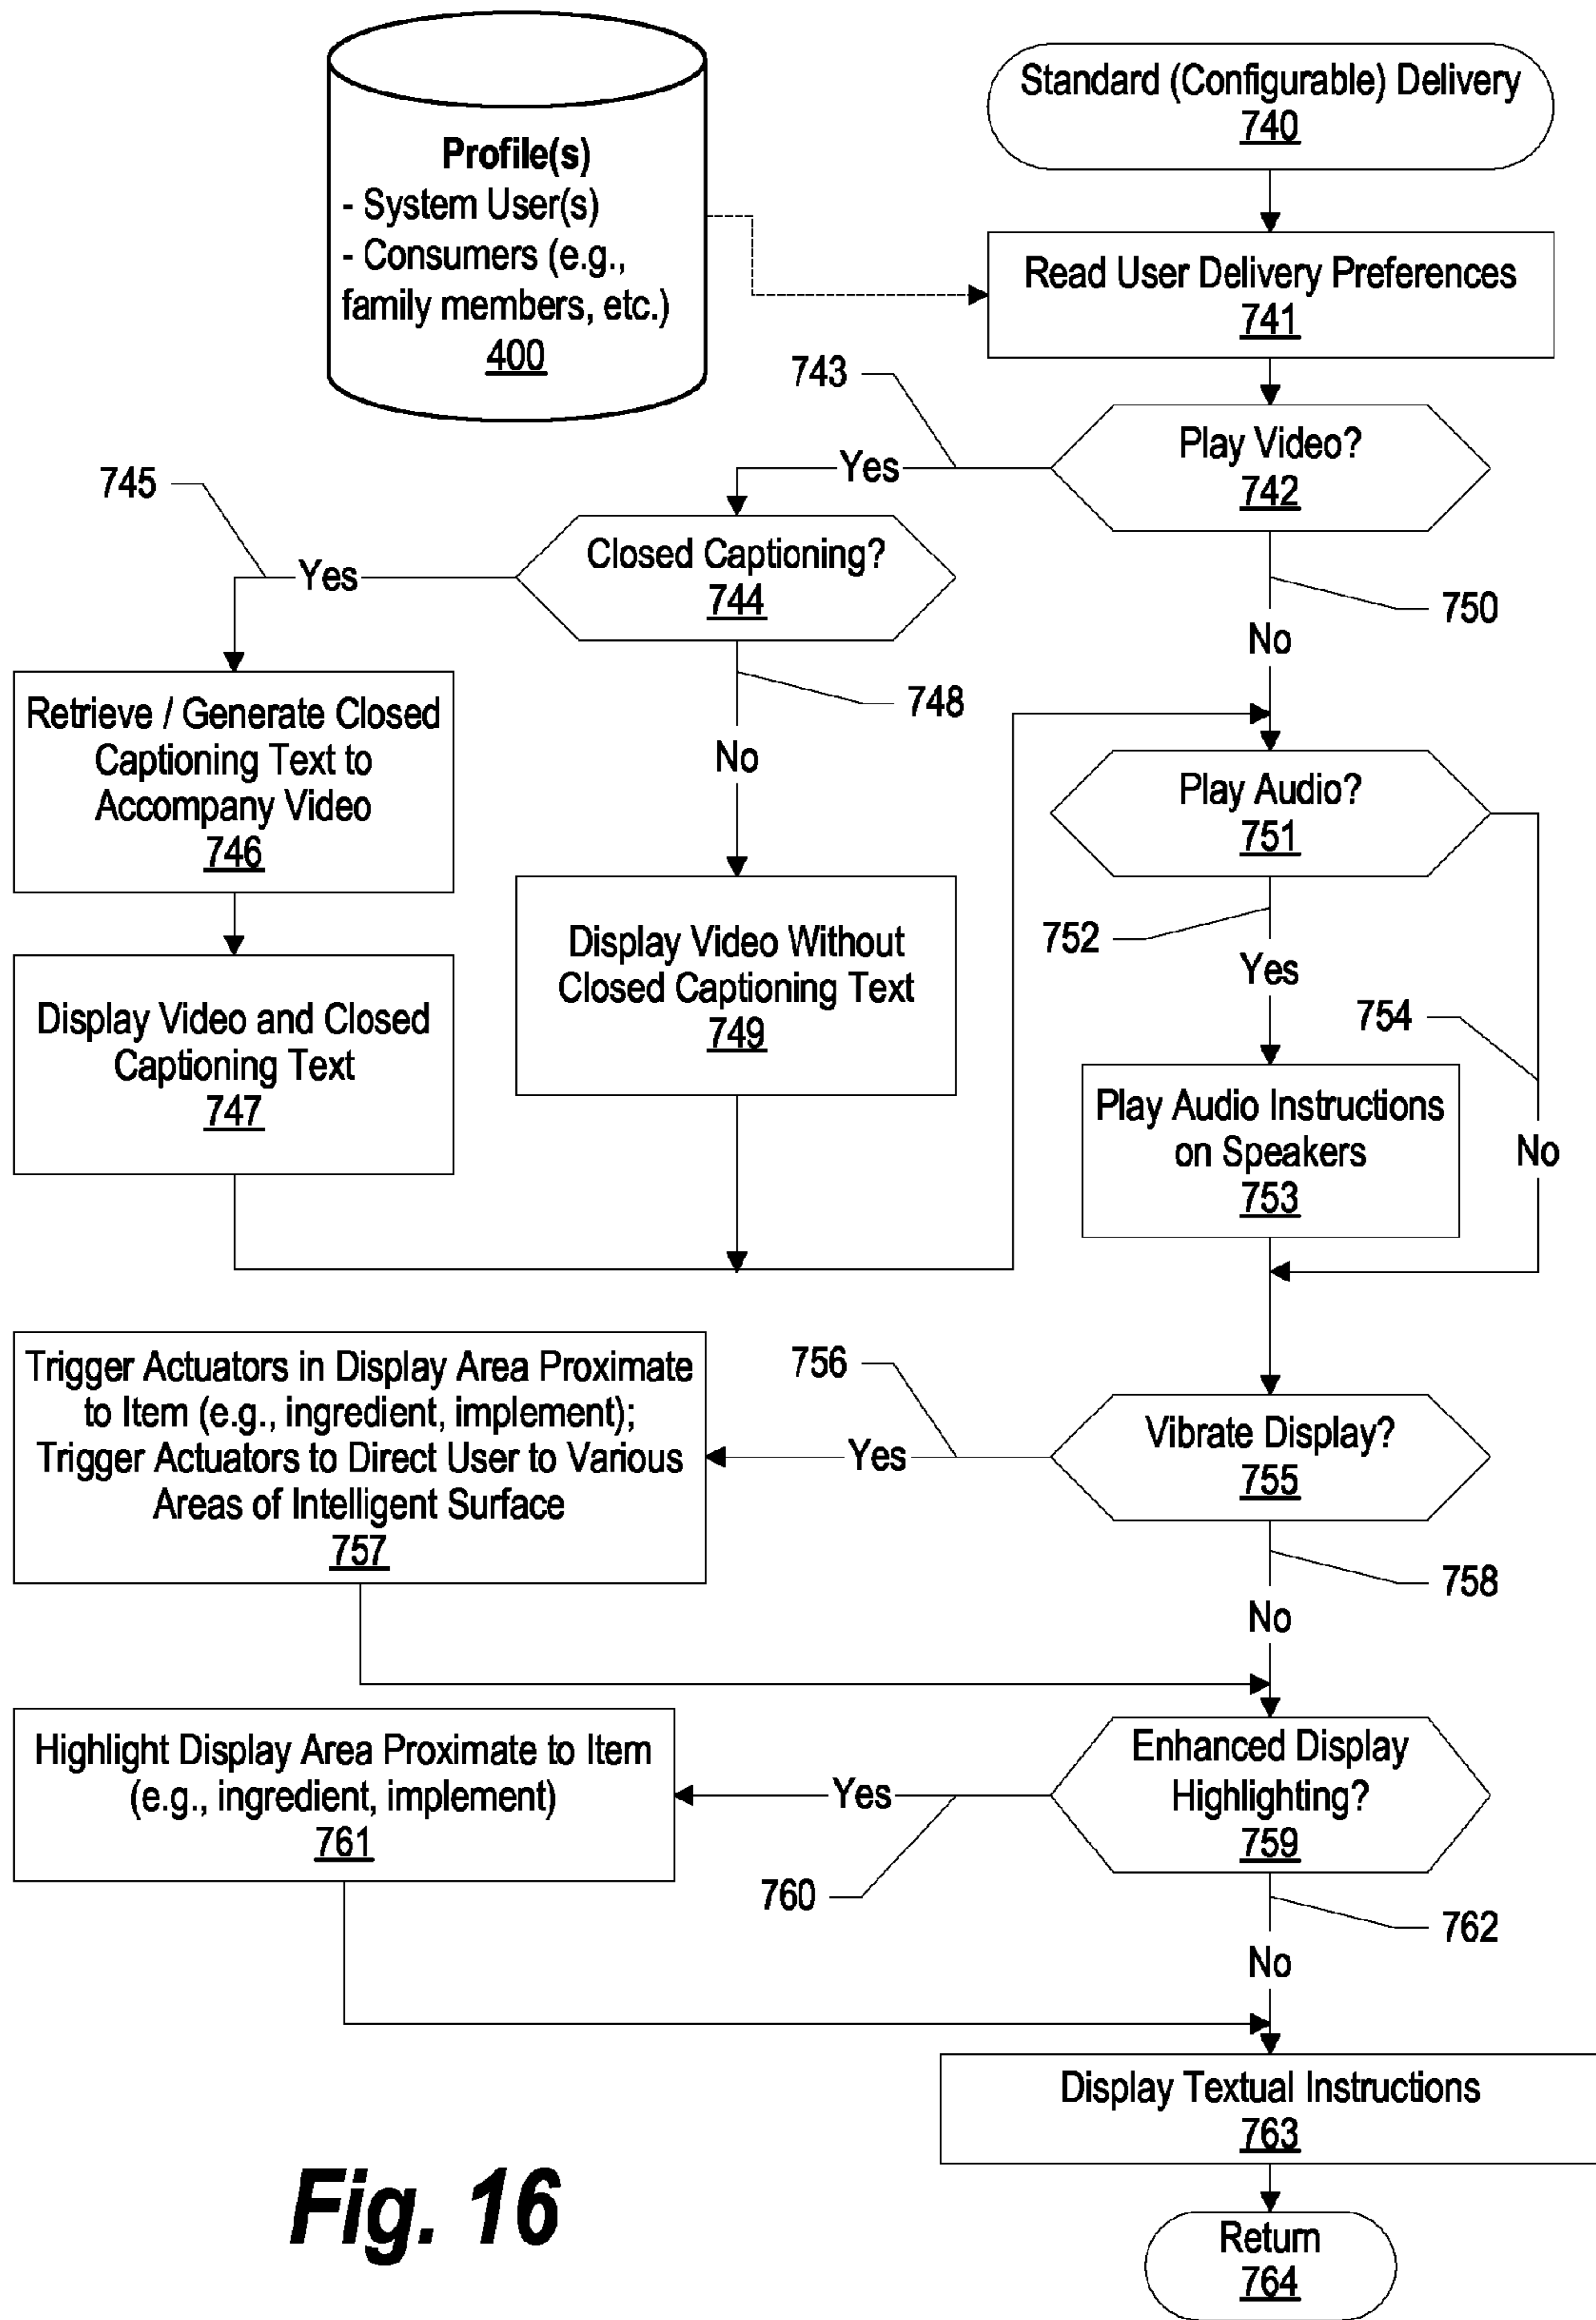 Profile(s)
- System User(s)
- Consumers (e.g.,
family members, etc.)
400
Standard (Configurable) Delivery
740
Read User Delivery Preferences
741
743
Play Video?
742
Yes
745
Closed Captioning?
744
Yes
750
No
Retrieve / Generate Closed
Captioning Text to
Accompany Video
746
748
No
Play Audio?
751
Display Video Without
Closed Captioning Text
749
752
Yes
Display Video and Closed
Captioning Text
747
754
Play Audio Instructions
on Speakers
753
No
Trigger Actuators in Display Area Proximate
to Item (e.g., ingredient, implement);
Trigger Actuators to Direct User to Various
Areas of Intelligent Surface
757
756
Yes
Vibrate Display?
755
758
No
Highlight Display Area Proximate to Item
(e.g., ingredient, implement)
761
Yes
760
Enhanced Display
Highlighting?
759
762
No
Display Textual Instructions
763
Return
764
Fig. 16